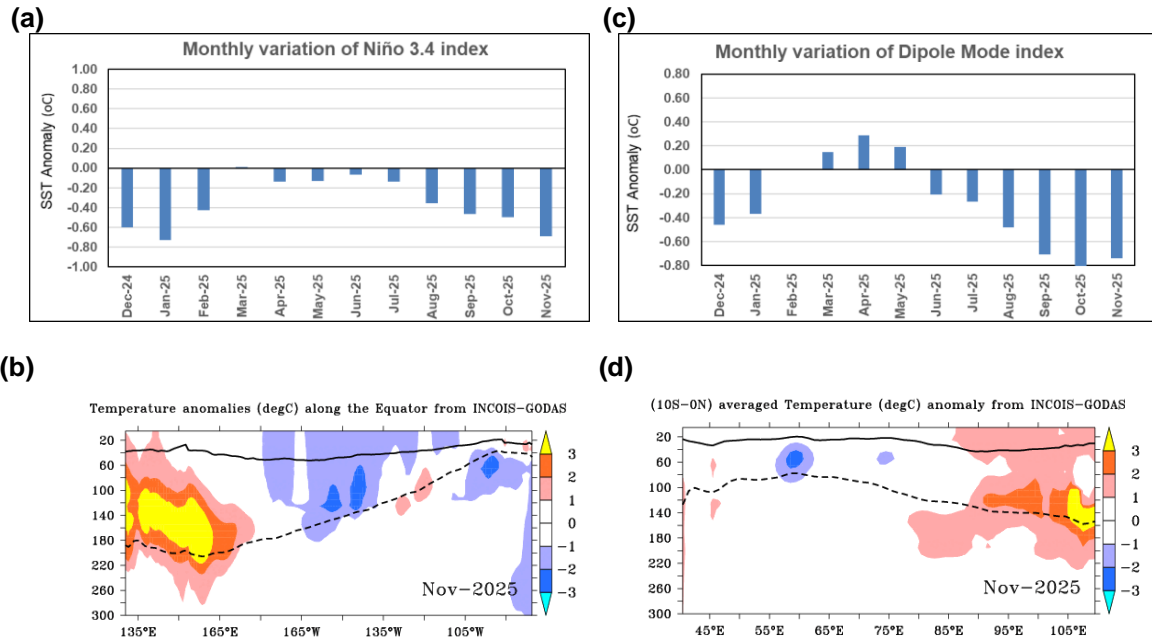 (a)
Monthly variation of Niño 3.4 index
SST Anomaly (oC)
1.00
0.80
0.60
0.40
0.20
0.00
-0.20
-0.40
-0.60
-0.80
-1.00
Dec-24
Jan-25
Feb-25
Mar-25
Apr-25
May-25
Jun-25
Jul-25
Aug-25
Sep-25
Oct-25
Nov-25
(c)
Monthly variation of Dipole Mode index
SST Anomaly (oC)
0.80
0.60
0.40
0.20
0.00
-0.20
-0.40
-0.60
-0.80
Dec-24
Jan-25
Feb-25
Mar-25
Apr-25
May-25
Jun-25
Jul-25
Aug-25
Sep-25
Oct-25
Nov-25
(b)
Temperature anomalies (degC) along the Equator from INCOIS-GODAS
20
60
100
140
180
220
260
300
135°E
165°E
165°W
135°W
105°W
Nov-2025
3
2
1
0
-1
-2
-3
(d)
(10S-0N) averaged Temperature (degC) anomaly from INCOIS-GODAS
20
60
100
140
180
220
260
300
45°E
55°E
65°E
75°E
85°E
95°E
105°E
Nov-2025
3
2
1
0
-1
-2
-3